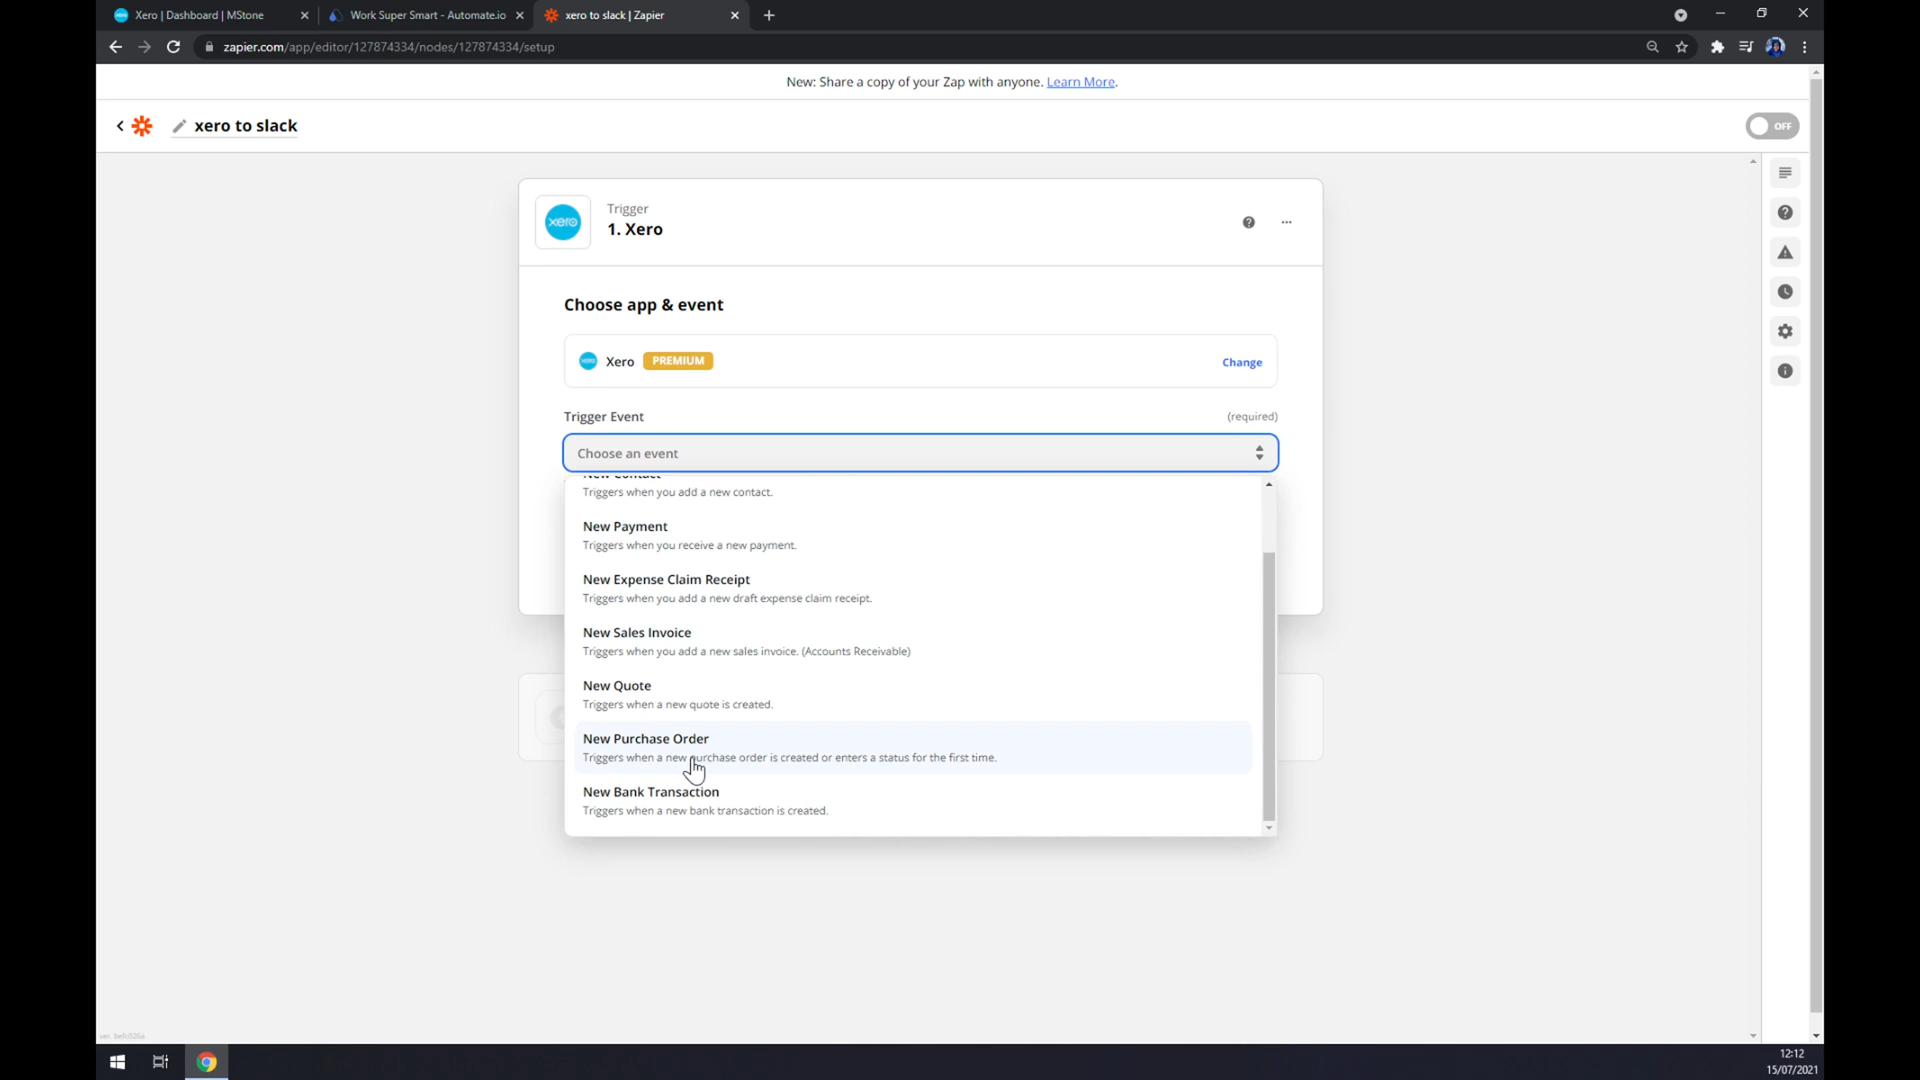 Xero | Dashboard | MStone
Work Super Smart - Automate.io
xero to slack | Zapier
zapier.com/app/editor/127874334/nodes/127874334/setup
New: Share a copy of your Zap with anyone. Learn More.
xero to slack
OFF
xero
Trigger
1. Xero
Choose app & event
Xero PREMIUM
Change
Trigger Event
(required)
Choose an event
New Contact
Triggers when you add a new contact.
New Payment
Triggers when you receive a new payment.
New Expense Claim Receipt
Triggers when you add a new draft expense claim receipt.
New Sales Invoice
Triggers when you add a new sales invoice. (Accounts Receivable)
New Quote
Triggers when a new quote is created.
New Purchase Order
Triggers when a new purchase order is created or enters a status for the first time.
New Bank Transaction
Triggers when a new bank transaction is created.
12:12
15/07/2021